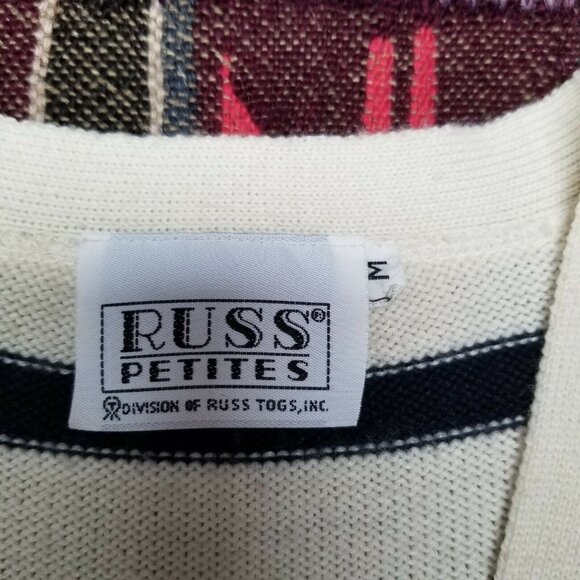 RUSS®
PETITES
DIVISION OF RUSS TOGS, INC.
M